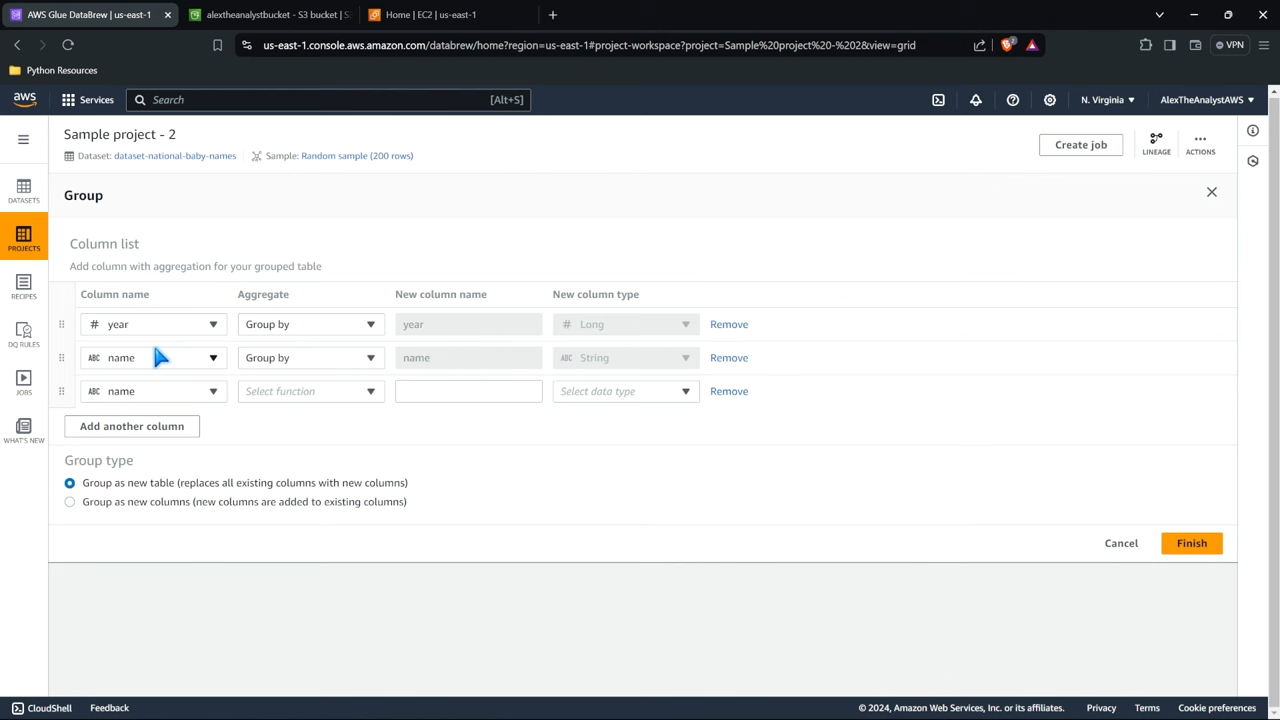 AWS Glue DataBrew | us-east-1
alextheanalystbucket - S3 bucket | S3
Home | EC2 | us-east-1
us-east-1.console.aws.amazon.com/databrew/home?region=us-east-1#project-workspace?project=Sample%20project%20-%202&view=grid
2
VPN
Python Resources
aws
Services
Search
[Alt+S]
N. Virginia
AlexTheAnalystAWS
Sample project - 2
Dataset: dataset-national-baby-names
Sample: Random sample (200 rows)
Create job
LINEAGE
ACTIONS
DATASETS
PROJECTS
RECIPES
DQ RULES
JOBS
WHAT'S NEW
Group
Column list
Add column with aggregation for your grouped table
Column name Aggregate New column name New column type
# year Group by year # Long Remove
ABC name Group by name ABC String Remove
ABC name Select function Select data type Remove
Add another column
Group type
Group as new table (replaces all existing columns with new columns)
Group as new columns (new columns are added to existing columns)
Cancel
Finish
CloudShell
Feedback
© 2024, Amazon Web Services, Inc. or its affiliates.
Privacy
Terms
Cookie preferences